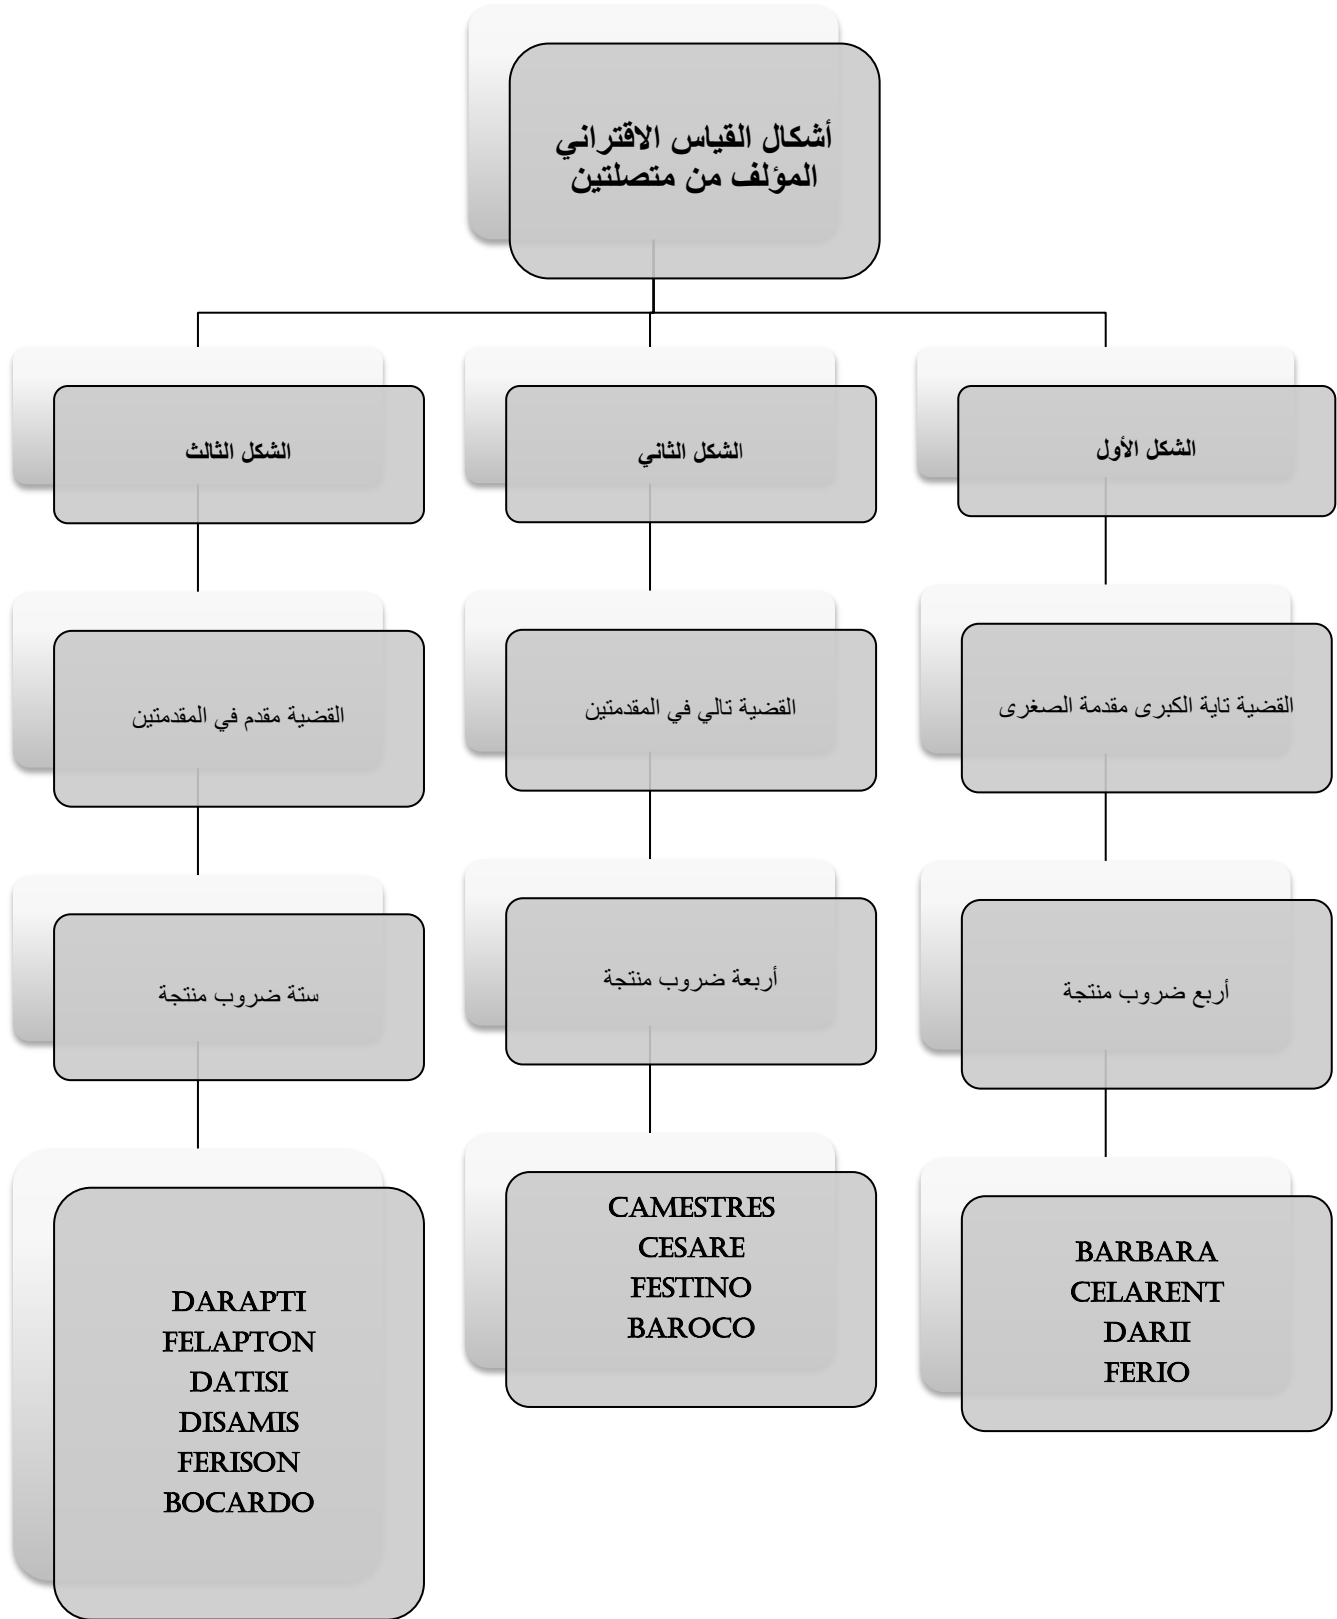 أشكال القياس الاقتراني
المؤلف من متصلتين
الشكل الأول
الشكل الثاني
الشكل الثالث
القضية تاية الكبرى مقدمة الصغرى
القضية تالي في المقدمتين
القضية مقدم في المقدمتين
أربع ضروب منتجة
أربعة ضروب منتجة
ستة ضروب منتجة
BARBARA
CELARENT
DARII
FERIO
CAMESTRES
CESARE
FESTINO
BAROCO
DARAPTI
FELAPTON
DATISI
DISAMIS
FERISON
BOCARDO